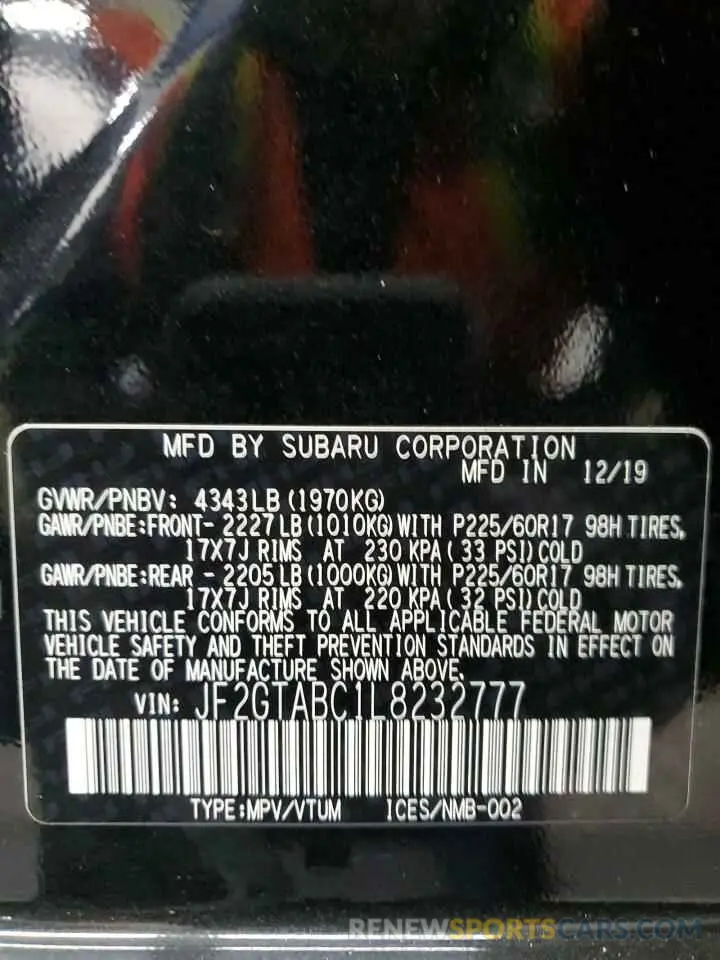 MFD BY SUBARU CORPORATION
MFD IN 12/19
GVWR/PNBV: 4343LB(1970KG)
GAWR/PNBE:FRONT- 2227LB(1010KG)WITH P225/60R17 98H TIRES,
17X7J RIMS AT 230 KPA(33 PSI)COLD
GAWR/PNBE:REAR - 2205LB(1000KG)WITH P225/60R17 98H TIRES,
17X7J RIMS AT 220 KPA(32 PSI)COLD
THIS VEHICLE CONFORMS TO ALL APPLICABLE FEDERAL MOTOR
VEHICLE SAFETY AND THEFT PREVENTION STANDARDS IN EFFECT ON
THE DATE OF MANUFACTURE SHOWN ABOVE.
VIN: JF2GTABC1L8232777
TYPE:MPV/VTUM ICES/NMB-002
RENEWSPORTSCARS.COM